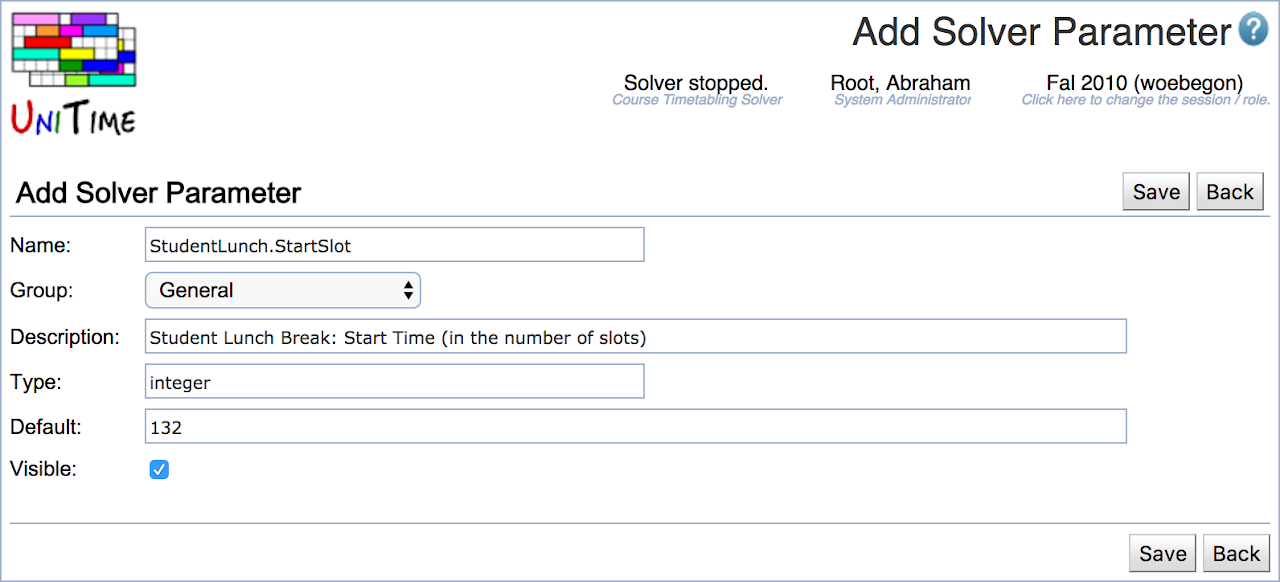 Add Solver Parameter ?
Solver stopped. Root, Abraham Fal 2010 (woebegon)
Course Timetabling Solver System Administrator Click here to change the session / role.
UniTime
Add Solver Parameter Save Back
Name: StudentLunch.StartSlot
Group: General
Description: Student Lunch Break: Start Time (in the number of slots)
Type: integer
Default: 132
Visible:
Save Back